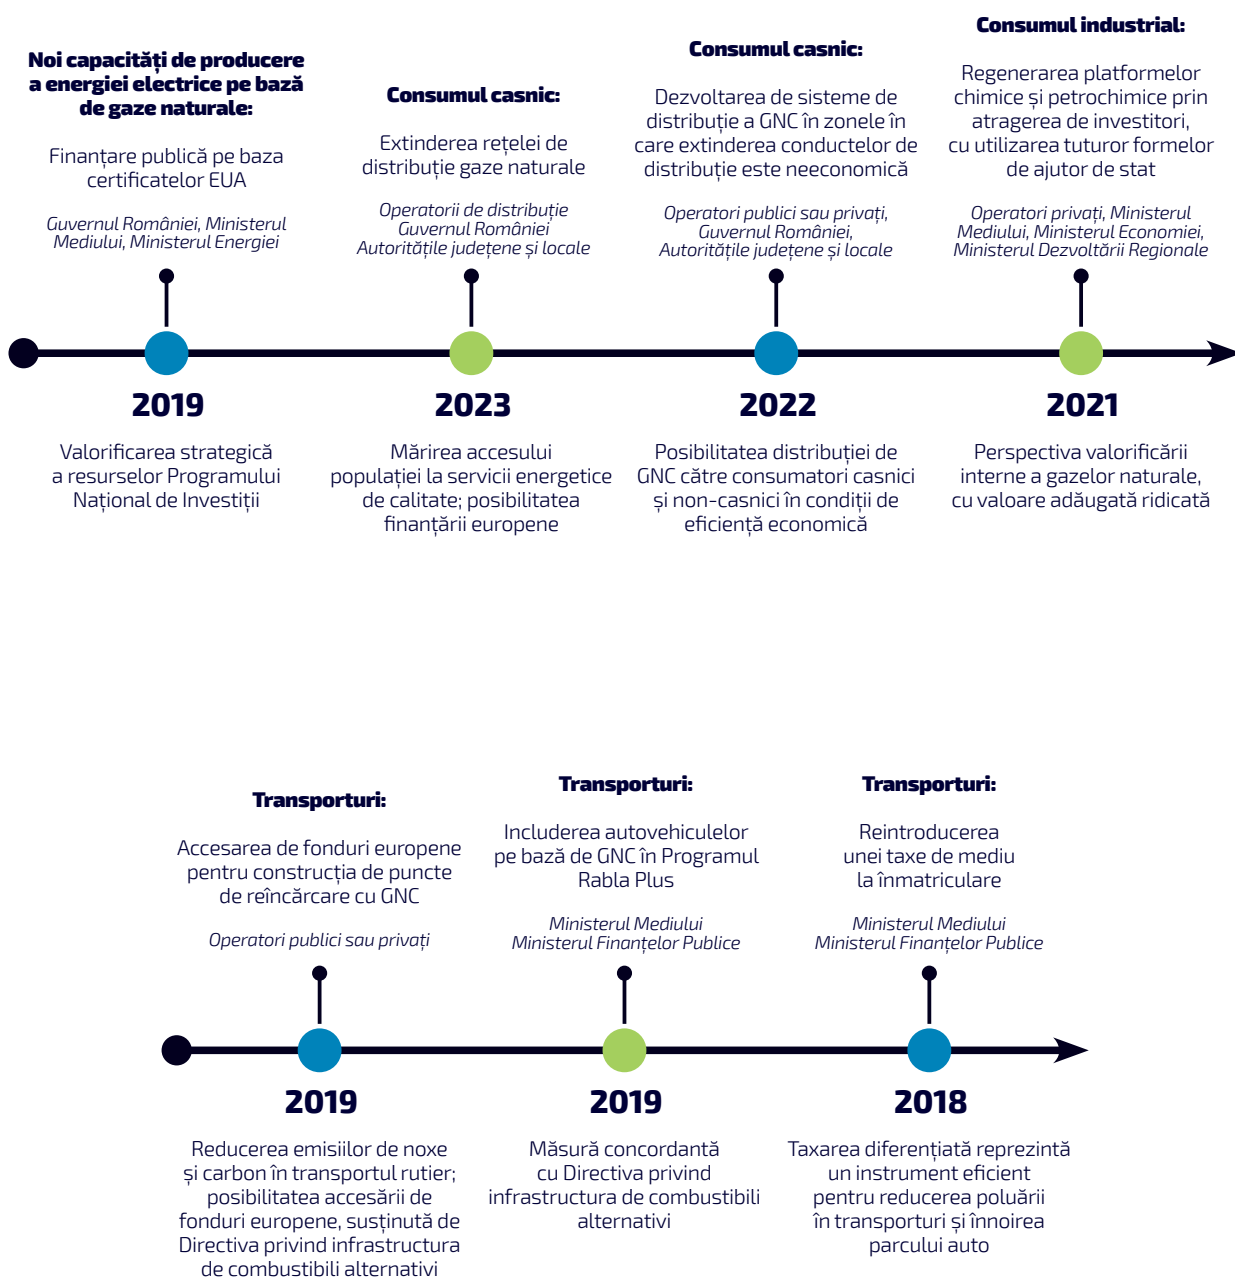 Noi capacități de producere
a energiei electrice pe bază
de gaze naturale:
Finanțare publică pe baza
certificatelor EUA
Guvernul României, Ministerul
Mediului, Ministerul Energiei
2019
Valorificarea strategică
a resurselor Programului
Național de Investiții
Consumul casnic:
Extinderea rețelei de
distribuție gaze naturale
Operatorii de distribuție
Guvernul României
Autoritățile județene și locale
2023
Mărirea accesului
populației la servicii energetice
de calitate; posibilitatea
finanțării europene
Consumul casnic:
Dezvoltarea de sisteme de
distribuție a GNC în zonele în
care extinderea conductelor de
distribuție este neeconomică
Operatori publici sau privați,
Guvernul României,
Autoritățile județene și locale
2022
Posibilitatea distribuției de
GNC către consumatori casnici
și non-casnici în condiții de
eficiență economică
Consumul industrial:
Regenerarea platformelor
chimice și petrochimice prin
atragerea de investitori,
cu utilizarea tuturor formelor
de ajutor de stat
Operatori privați, Ministerul
Mediului, Ministerul Economiei,
Ministerul Dezvoltării Regionale
2021
Perspectiva valorificării
interne a gazelor naturale,
cu valoare adăugată ridicată
Transporturi:
Accesarea de fonduri europene
pentru construcția de puncte
de reîncărcare cu GNC
Operatori publici sau privați
2019
Reducerea emisiilor de noxe
și carbon în transportul rutier;
posibilitatea accesării de
fonduri europene, susținută de
Directiva privind infrastructura
de combustibili alternativi
Transporturi:
Includerea autovehiculelor
pe bază de GNC în Programul
Rabla Plus
Ministerul Mediului
Ministerul Finanțelor Publice
2019
Măsură concordantă
cu Directiva privind
infrastructura de combustibili
alternativi
Transporturi:
Reintroducerea
unei taxe de mediu
la înmatriculare
Ministerul Mediului
Ministerul Finanțelor Publice
2018
Taxarea diferențiată reprezintă
un instrument eficient
pentru reducerea poluării
în transporturi și înnoirea
parcului auto